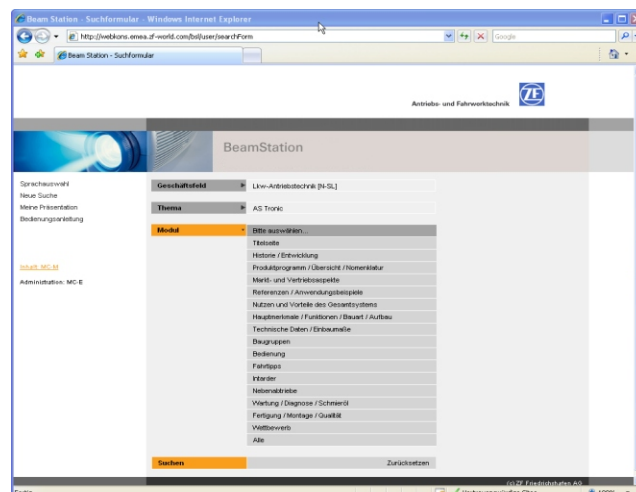 Beam Station - Suchformular - Windows Internet Explorer
http://webkons.emea.zf-world.com/bsl/user/searchForm
Google
Beam Station - Suchformular
Antriebs- und Fahrwerktechnik
ZF
BeamStation
Sprachauswahl
Neue Suche
Meine Präsentation
Bedienungsanleitung
Inhalt: MC-M
Administration: MC-E
Geschäftsfeld
Lkw-Antriebstechnik [N-SL]
Thema
AS Tronic
Modul
Bitte auswählen...
Titelseite
Historie / Entwicklung
Produktprogramm / Übersicht / Nomenklatur
Markt- und Vertriebsaspekte
Referenzen / Anwendungsbeispiele
Nutzen und Vorteile des Gesamtsystems
Hauptmerkmale / Funktionen / Bauart / Aufbau
Technische Daten / Einbaumaße
Baugruppen
Bedienung
Fahrtipps
Intarder
Nebenabtriebe
Wartung / Diagnose / Schmieröl
Fertigung / Montage / Qualität
Wettbewerb
Alle
Suchen
Zurücksetzen
(c) ZF Friedrichshafen AG